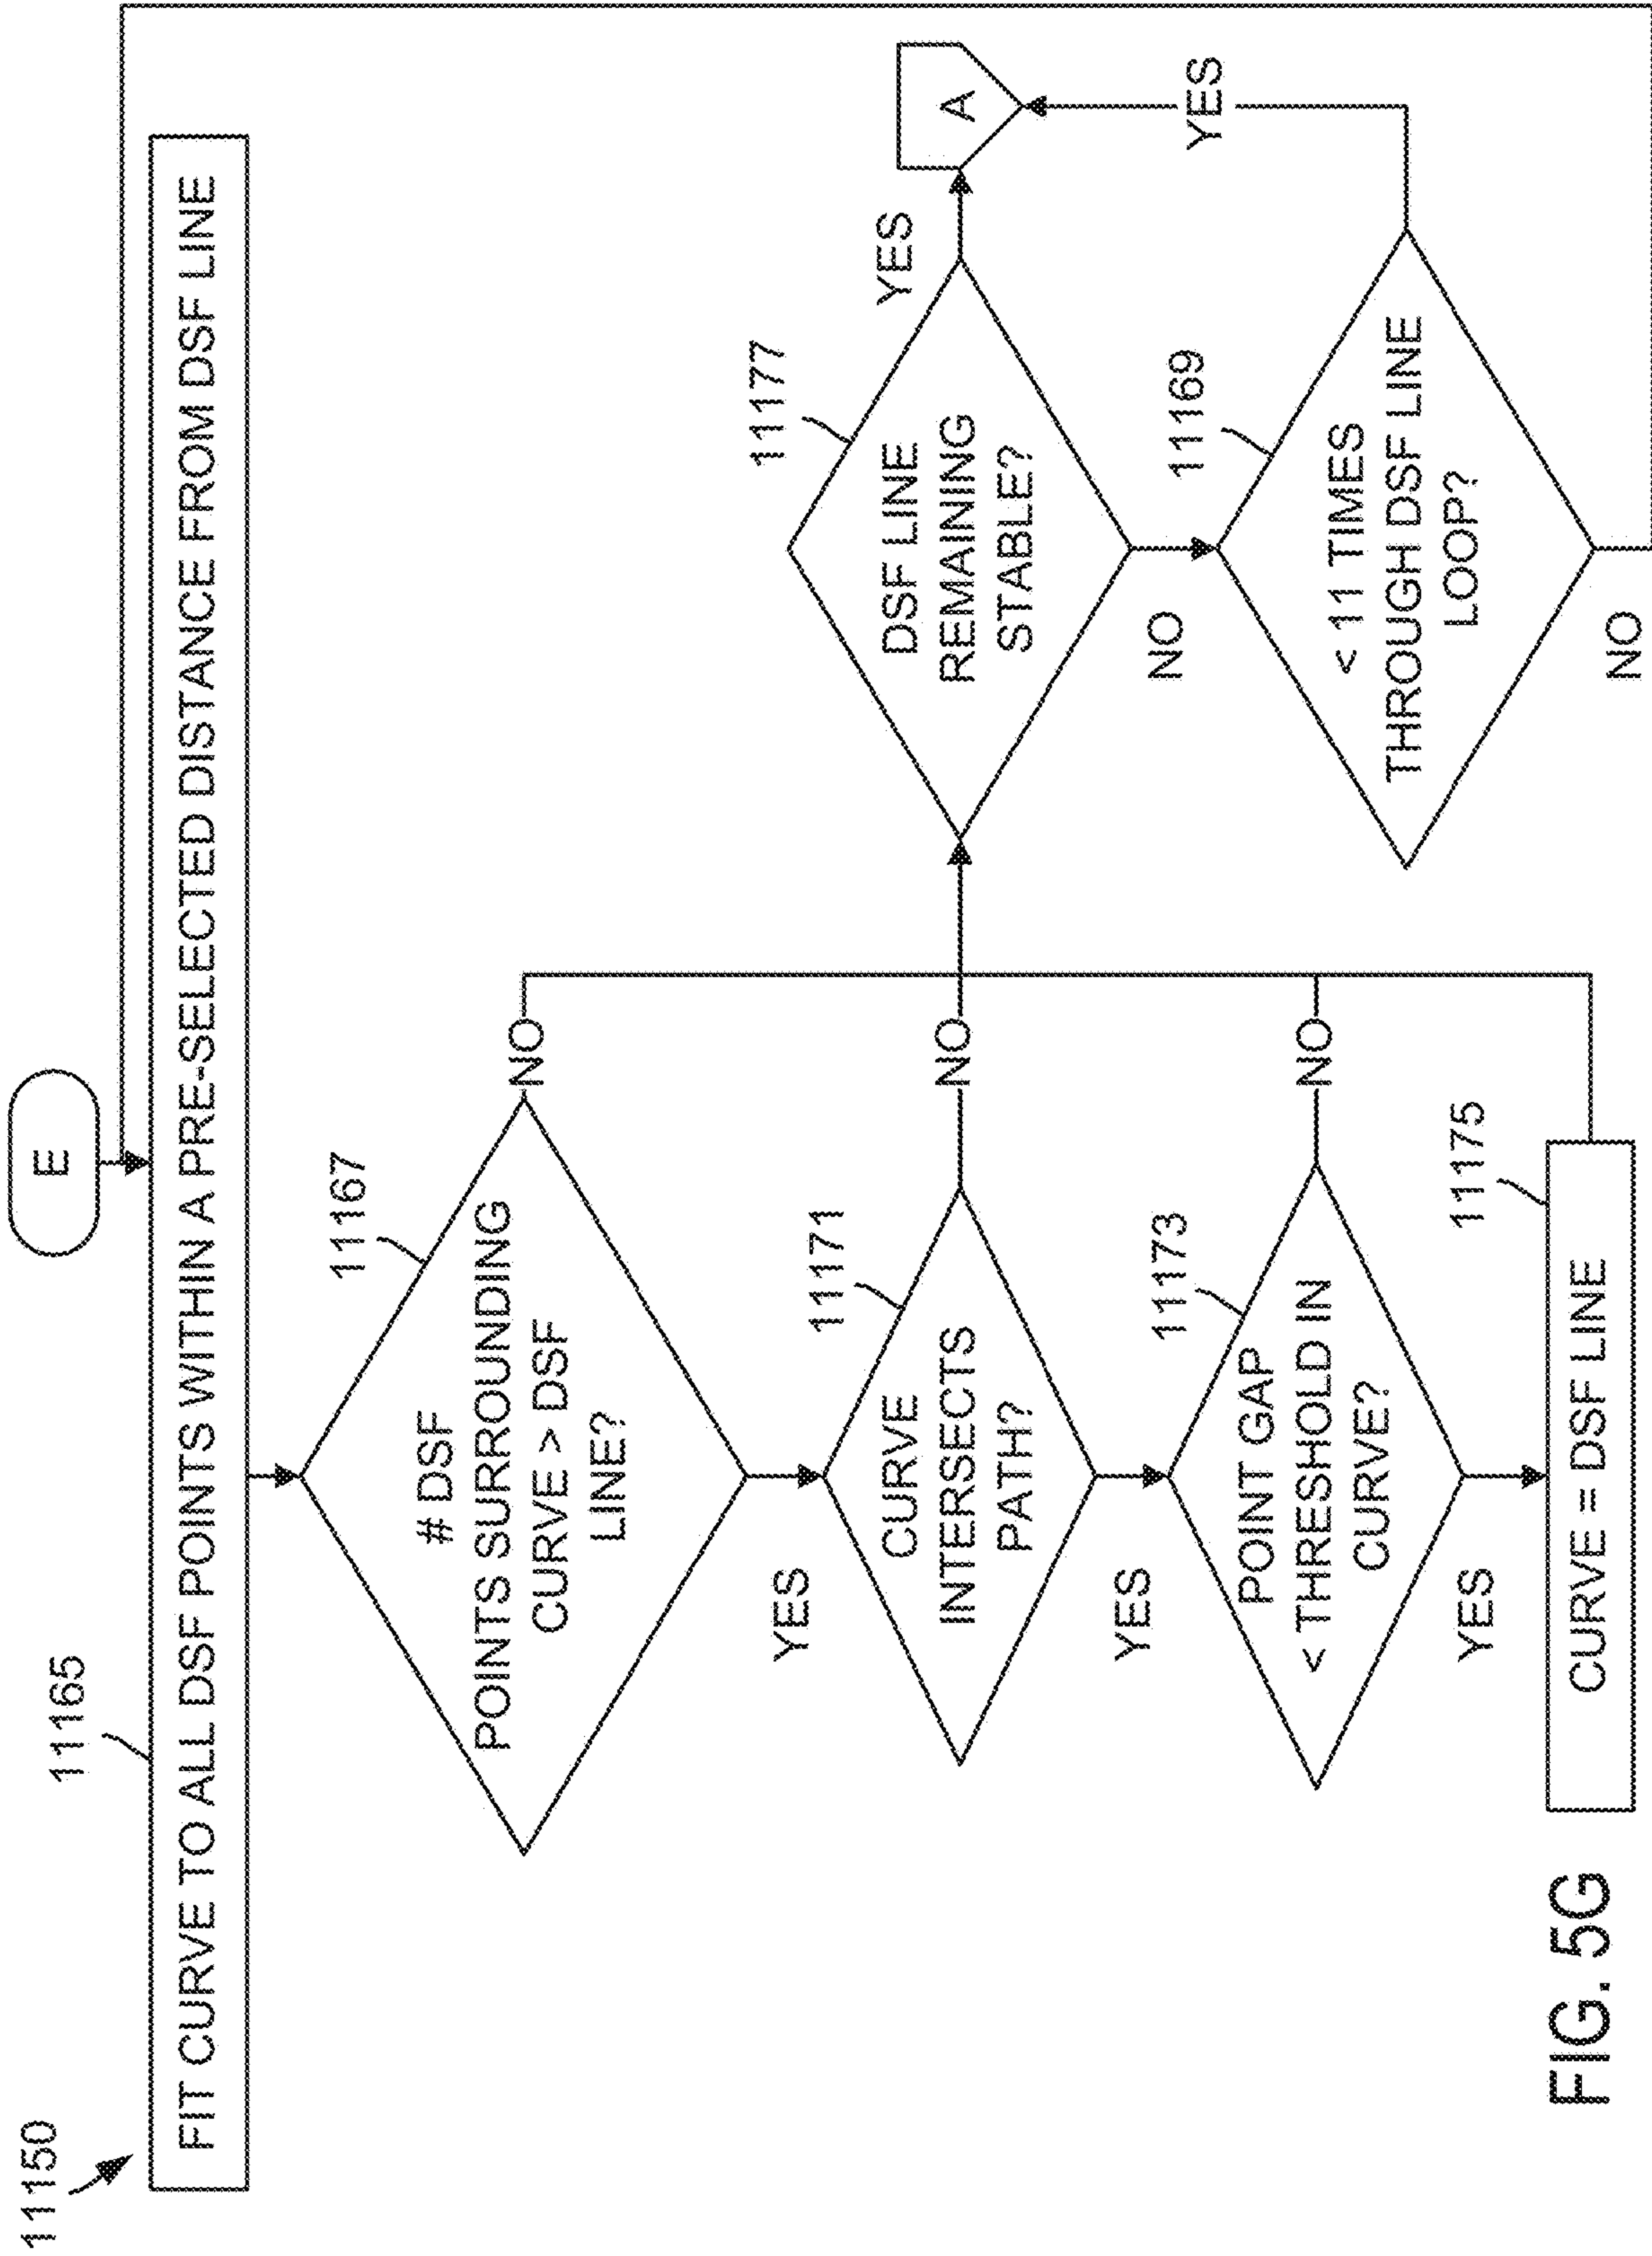 11150
E
11165
FIT CURVE TO ALL DSF POINTS WITHIN A PRE-SELECTED DISTANCE FROM DSF LINE
11167
# DSF
POINTS SURROUNDING
CURVE > DSF
LINE?
NO
YES
11171
CURVE
INTERSECTS
PATH?
NO
YES
11173
POINT GAP
< THRESHOLD IN
CURVE?
NO
YES
11175
CURVE = DSF LINE
11177
DSF LINE
REMAINING
STABLE?
YES
A
NO
11169
< 11 TIMES
THROUGH DSF LINE
LOOP?
YES
NO
FIG. 5G